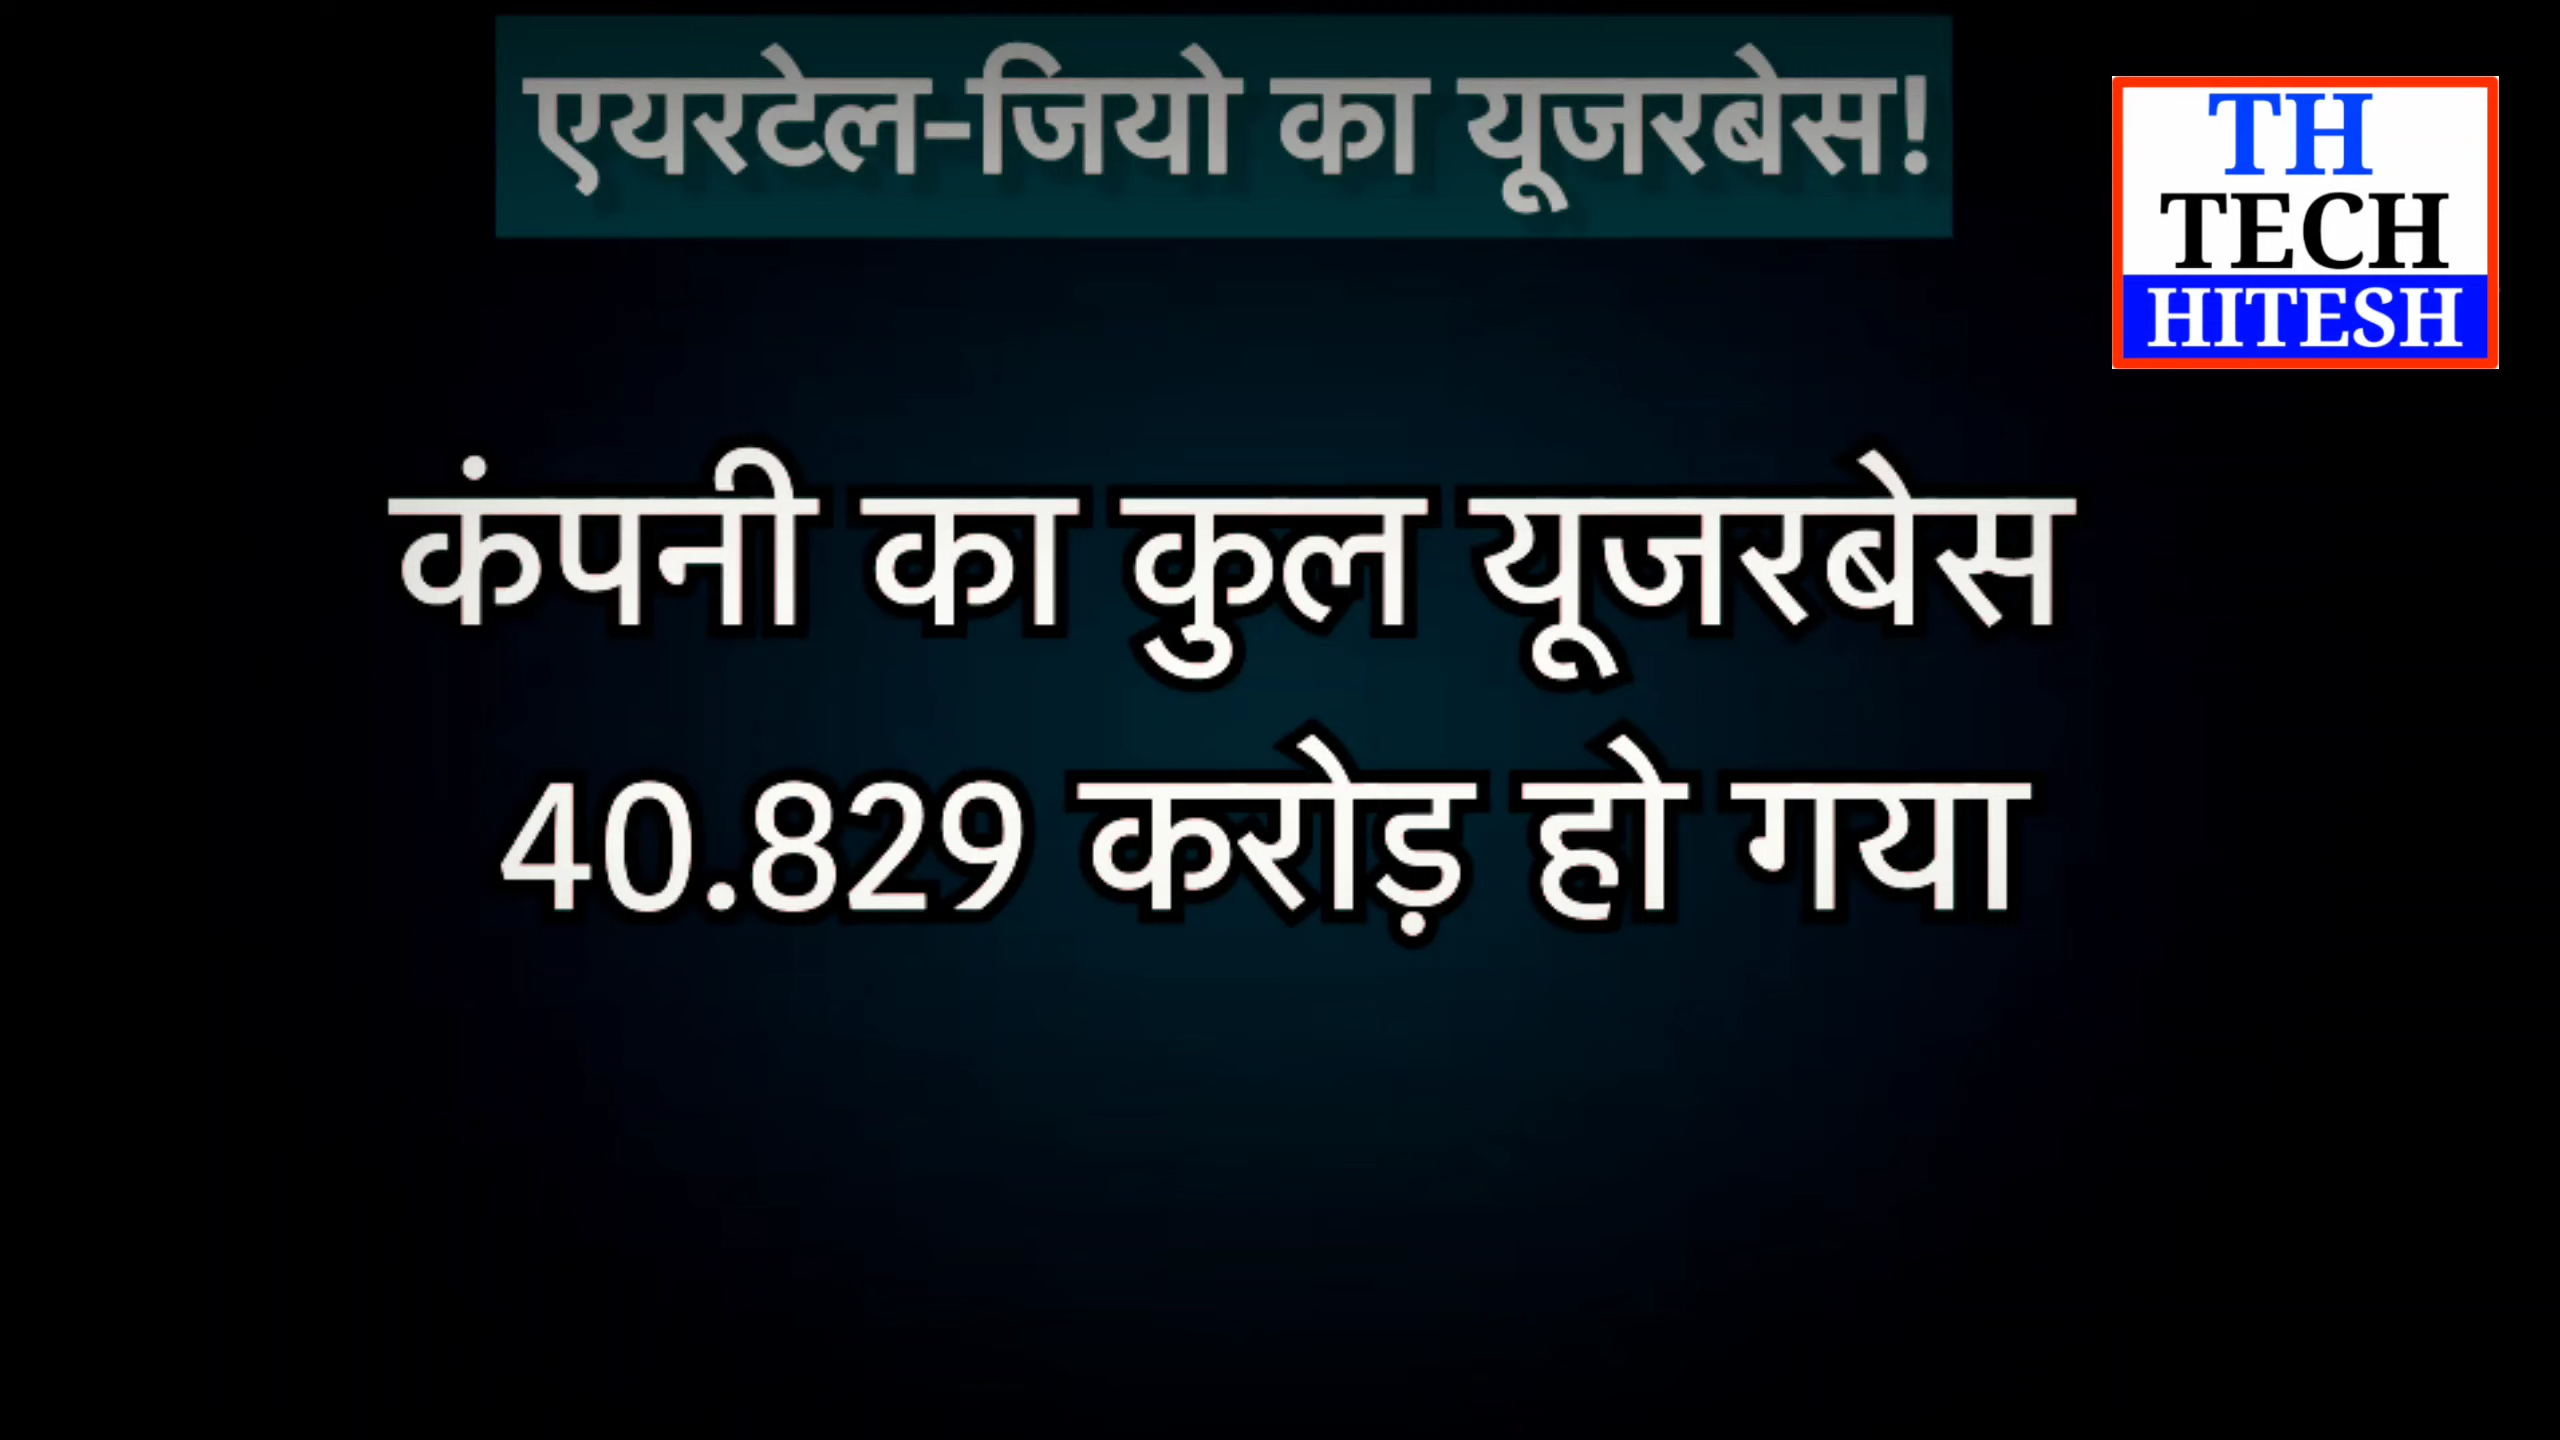 एयरटेल-जियो का यूजरबेस!
TH
TECH
HITESH
कंपनी का कुल यूजरबेस
40.829 करोड़ हो गया